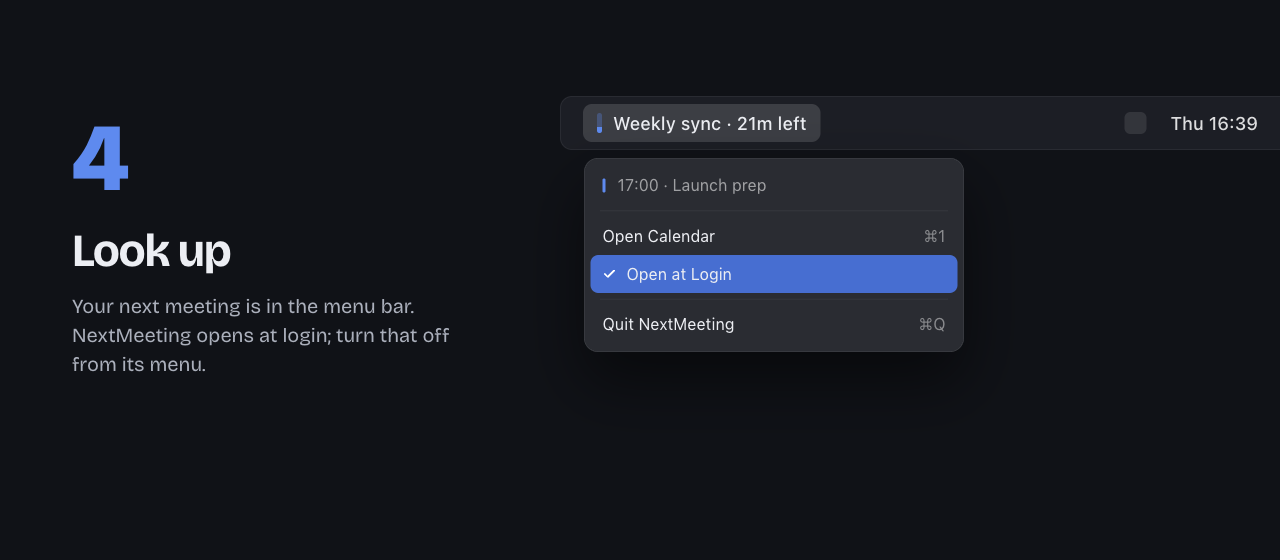 4
Look up
Your next meeting is in the menu bar.
NextMeeting opens at login; turn that off
from its menu.
Weekly sync · 21m left
Thu 16:39
17:00 · Launch prep
Open Calendar ⌘1
✓ Open at Login
Quit NextMeeting ⌘Q